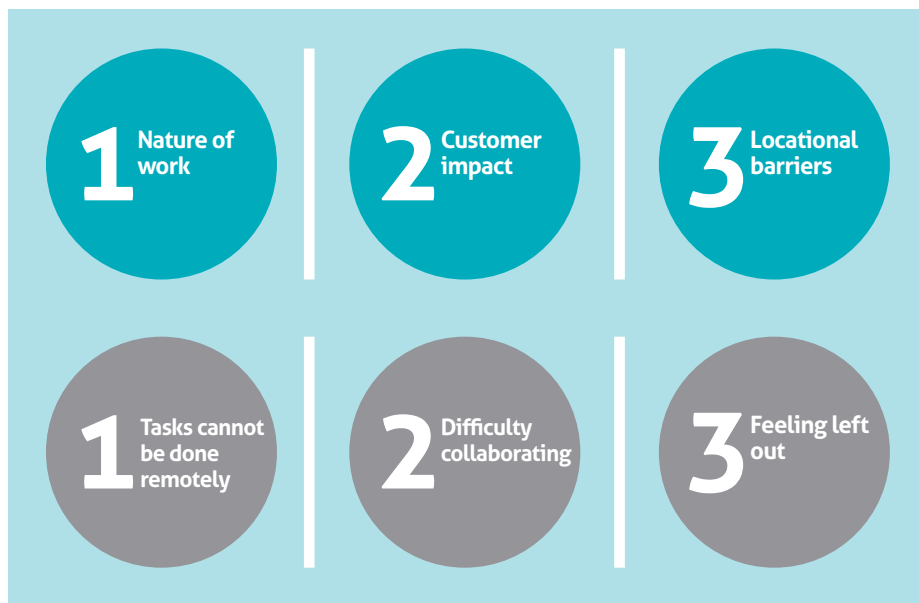 1 Nature of
work
2 Customer
impact
3 Locational
barriers
1 Tasks cannot
be done
remotely
2 Difficulty
collaborating
3 Feeling left
out